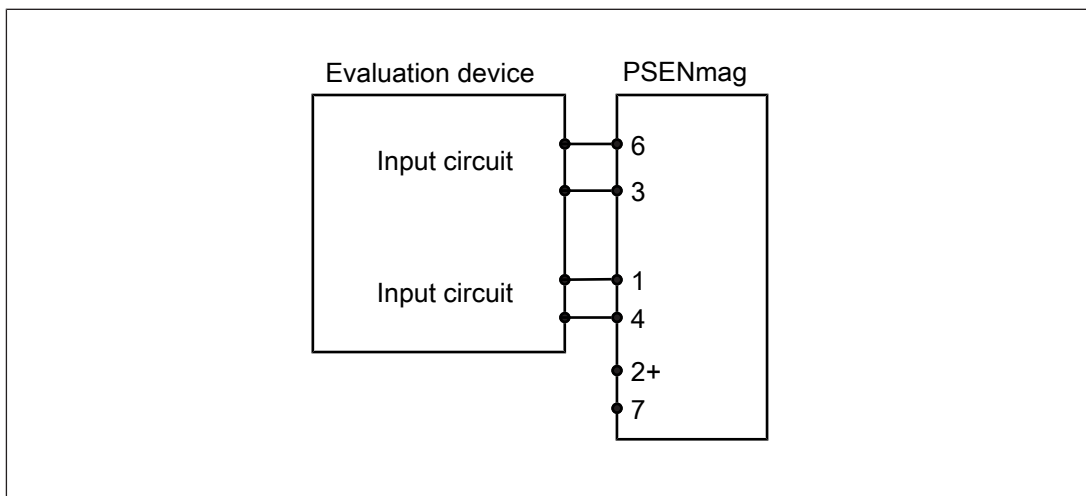 Evaluation device
PSENmag
Input circuit
6
3
Input circuit
1
4
2+
7